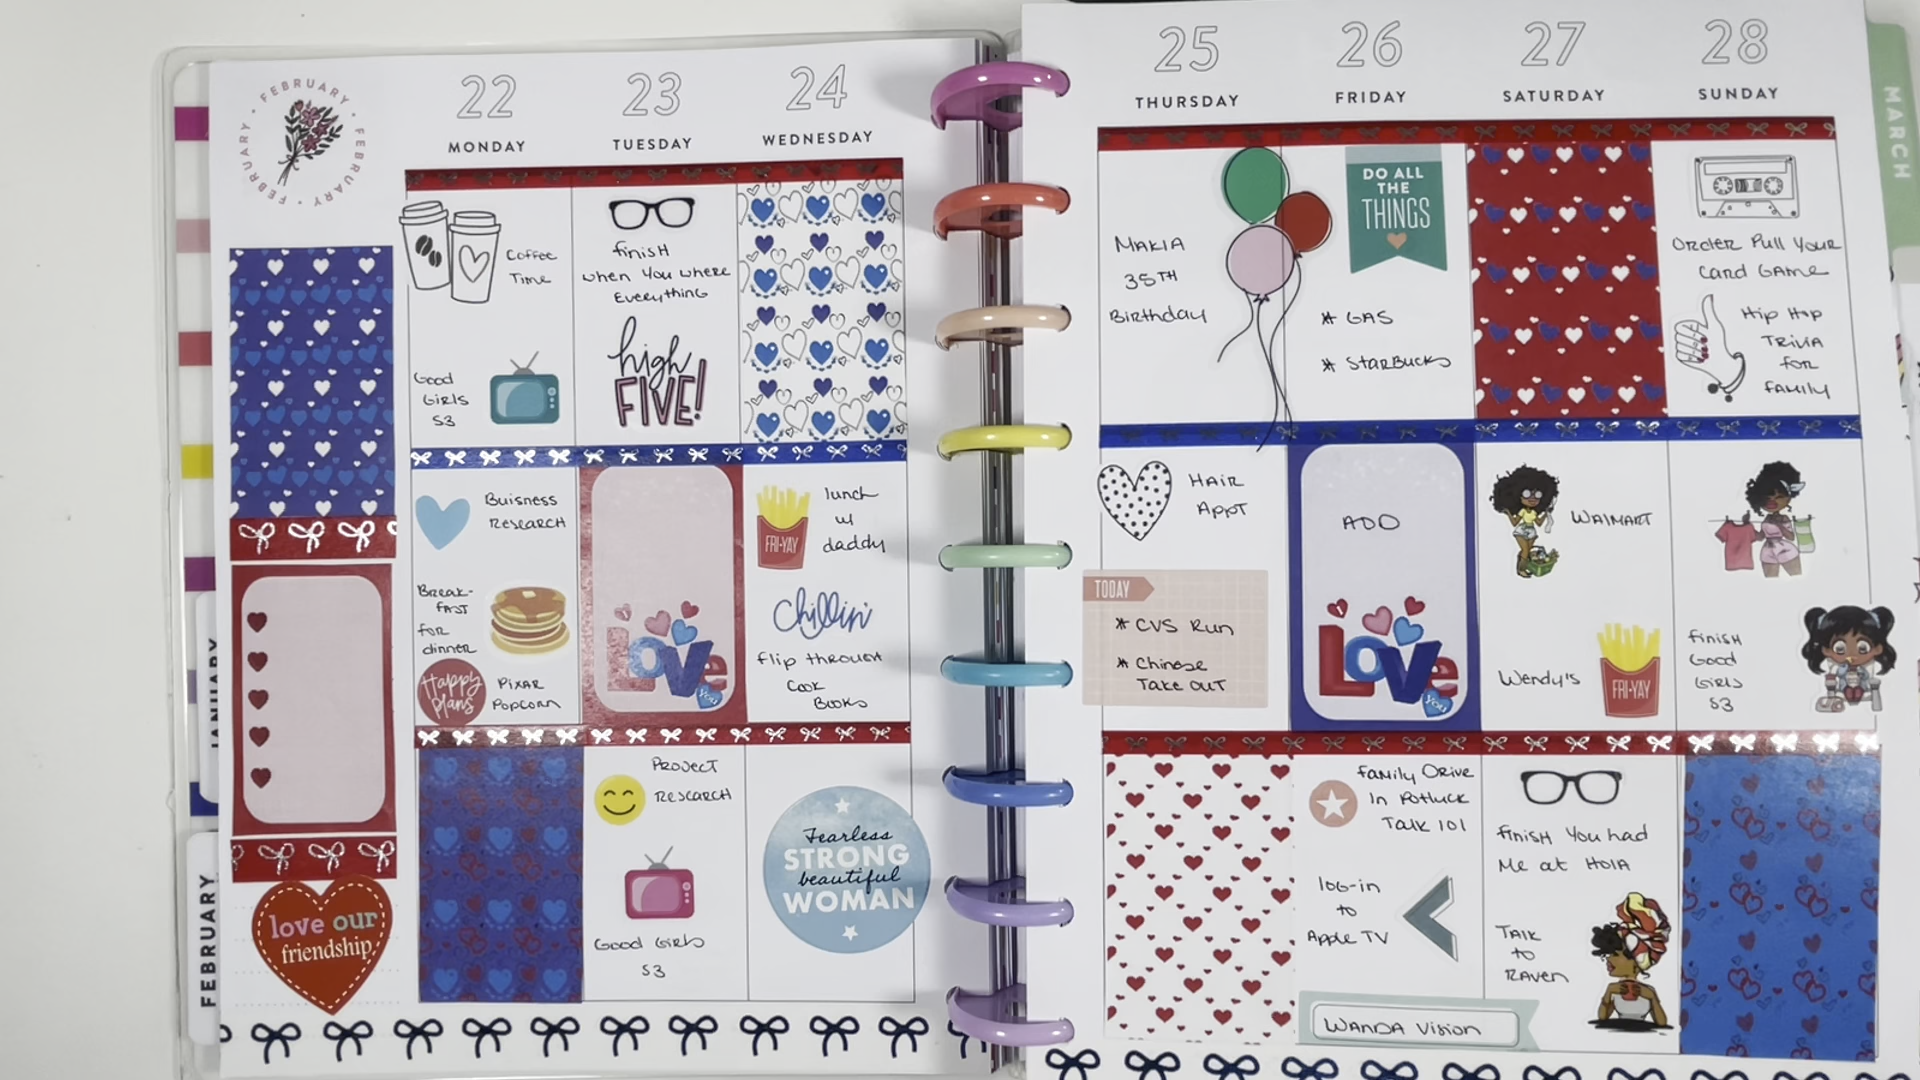 FEBRUARY · FEBRUARY · FEBRUARY · FEBRUARY
22
MONDAY
23
TUESDAY
24
WEDNESDAY
25
THURSDAY
26
FRIDAY
27
SATURDAY
28
SUNDAY
MARCH
JANUARY
FEBRUARY
love our
friendship
Coffee
Time
Good
Girls
S3
Buisness
Research
Break-
fast
for
dinner
Happy
plans
Pixar
Popcorn
finish
when you where
Everything
high
FIVE!
LOVE
you
Project
Research
Good Girls
S3
FRI-YAY
lunch
w/
daddy
Chillin'
flip through
Cook
Books
Fearless
STRONG
beautiful
WOMAN
Makia
35th
Birthday
Hair
Appt
TODAY
* CVS Run
* Chinese
Take out
DO ALL
THE
THINGS
* GAS
* Starbucks
ADD
LOVE
you
Family Drive
In Potluck
Talk 101
log-in
to
Apple TV
Wanda Vision
Walmart
Wendy's
FRI-YAY
finish You had
Me at Hola
Talk
to
Raven
Order Pull Your
Card Game
Hip Hop
Trivia
for
family
finish
Good
Girls
S3